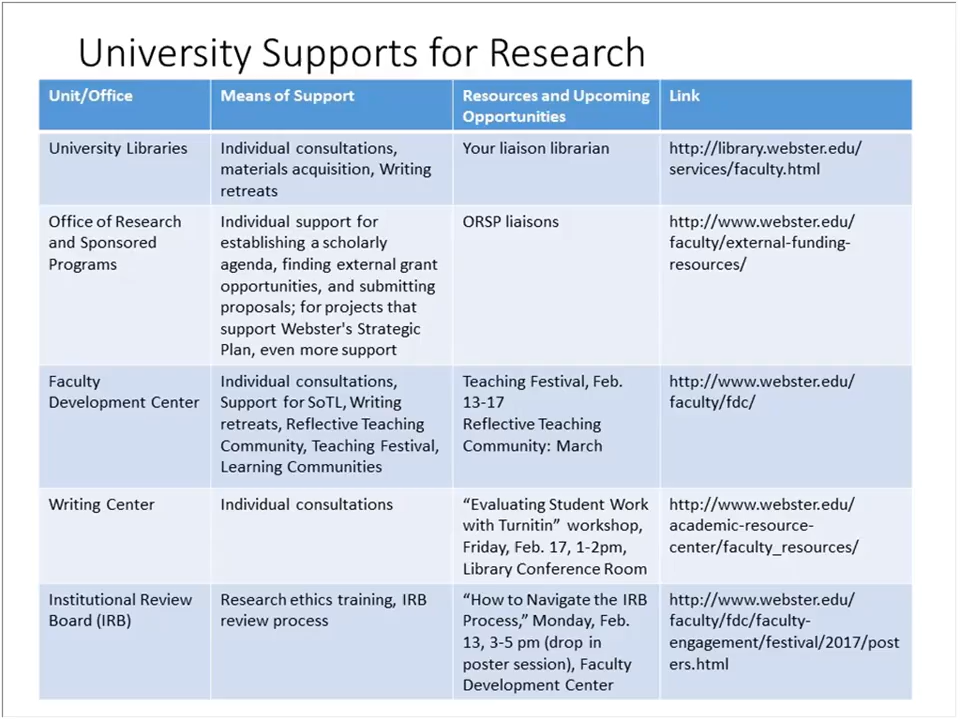 University Supports for Research
Unit/Office
Means of Support
Resources and Upcoming
Opportunities
Link
University Libraries
Individual consultations,
materials acquisition, Writing
retreats
Your liaison librarian
http://library.webster.edu/
services/faculty.html
Office of Research
and Sponsored
Programs
Individual support for
establishing a scholarly
agenda, finding external grant
opportunities, and submitting
proposals; for projects that
support Webster's Strategic
Plan, even more support
ORSP liaisons
http://www.webster.edu/
faculty/external-funding-
resources/
Faculty
Development Center
Individual consultations,
Support for SoTL, Writing
retreats, Reflective Teaching
Community, Teaching Festival,
Learning Communities
Teaching Festival, Feb.
13-17
Reflective Teaching
Community: March
http://www.webster.edu/
faculty/fdc/
Writing Center
Individual consultations
“Evaluating Student Work
with Turnitin” workshop,
Friday, Feb. 17, 1-2pm,
Library Conference Room
http://www.webster.edu/
academic-resource-
center/faculty_resources/
Institutional Review
Board (IRB)
Research ethics training, IRB
review process
“How to Navigate the IRB
Process,” Monday, Feb.
13, 3-5 pm (drop in
poster session), Faculty
Development Center
http://www.webster.edu/
faculty/fdc/faculty-
engagement/festival/2017/post
ers.html